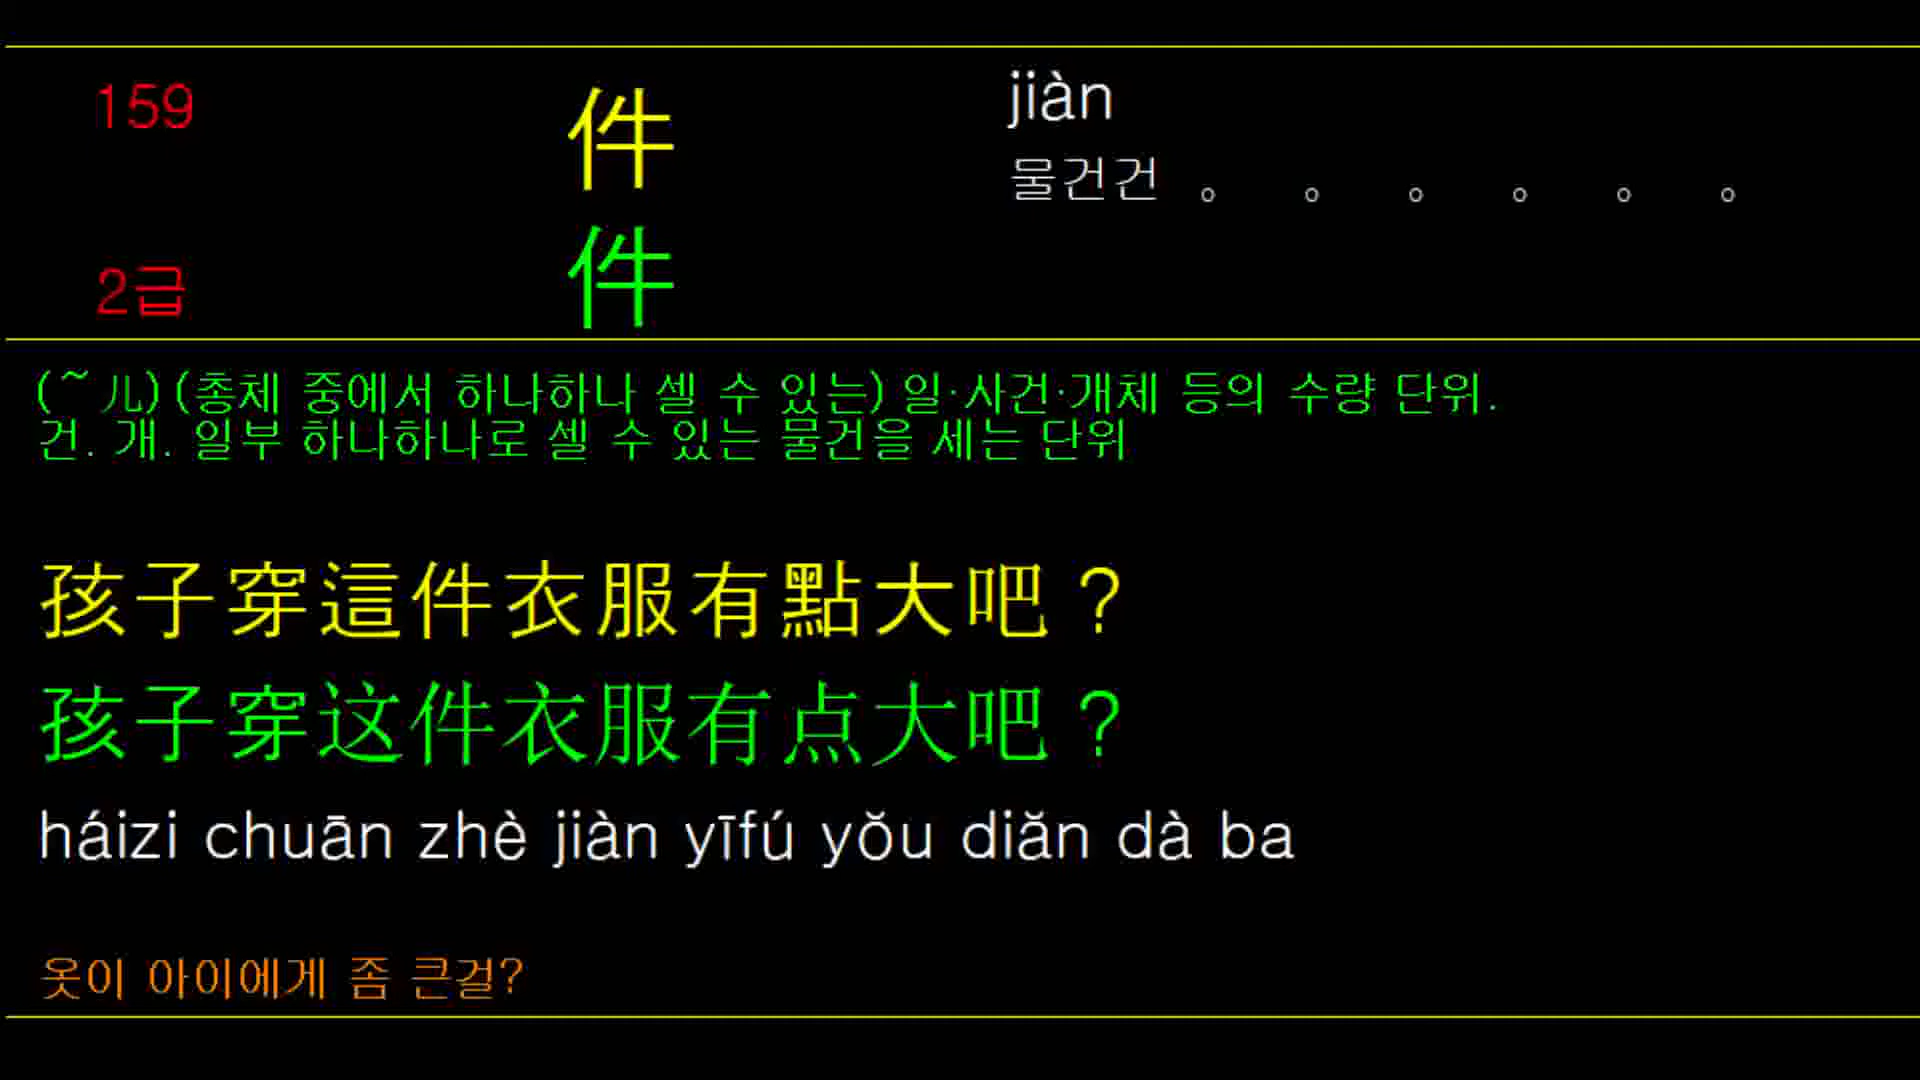 159
件
jiàn
물건건 。 。 。 。 。 。
2급
件
(~儿)(총체 중에서 하나하나 셀 수 있는) 일·사건·개체 등의 수량 단위.
건. 개. 일부 하나하나로 셀 수 있는 물건을 세는 단위
孩子穿這件衣服有點大吧？
孩子穿这件衣服有点大吧？
háizi chuān zhè jiàn yīfú yǒu diǎn dà ba
옷이 아이에게 좀 큰걸?